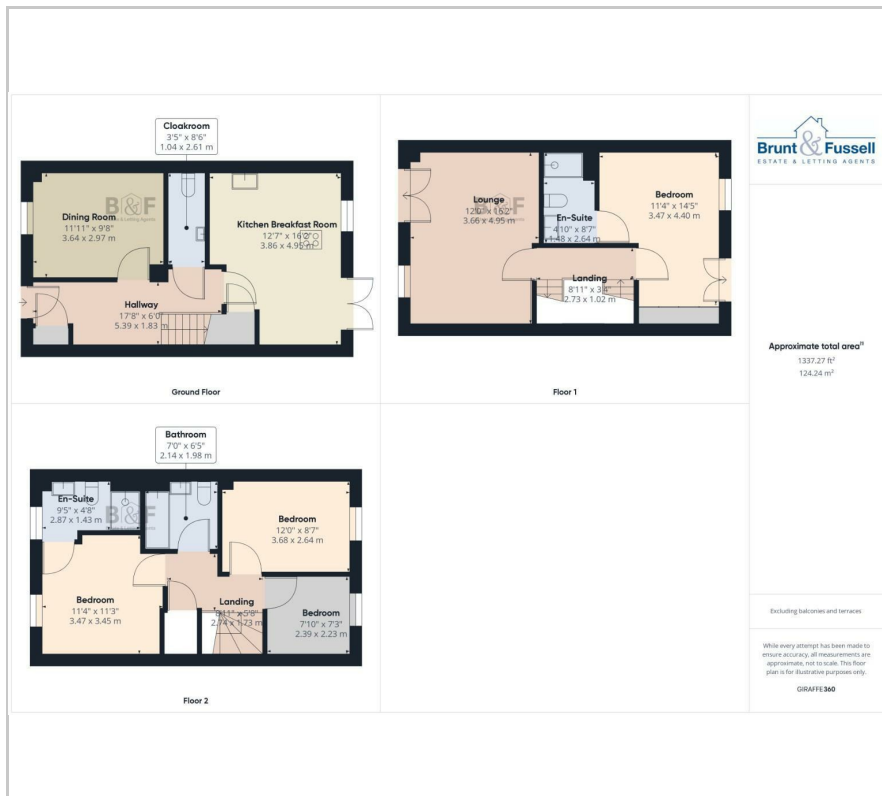 Cloakroom
3'5" x 8'6"
1.04 x 2.61 m
B&F
Dining Room
11'11" x 9'8"
3.64 x 2.97 m
Kitchen Breakfast Room
12'7" x 16'2"
3.86 x 4.95 m
Hallway
17'8" x 6'0"
5.39 x 1.83 m
Ground Floor
Lounge
12'0" x 16'2"
3.66 x 4.95 m
B&F
En-Suite
4'10" x 8'7"
1.48 x 2.64 m
Bedroom
11'4" x 14'5"
3.47 x 4.40 m
Landing
8'11" x 3'4"
2.73 x 1.02 m
Floor 1
Brunt & Fussell
ESTATE & LETTING AGENTS
Approximate total area⁽¹⁾
1337.27 ft²
124.24 m²
Bathroom
7'0" x 6'5"
2.14 x 1.98 m
En-Suite
9'5" x 4'8"
2.87 x 1.43 m
B&F
Bedroom
12'0" x 8'7"
3.68 x 2.64 m
Bedroom
11'4" x 11'3"
3.47 x 3.45 m
Landing
8'11" x 5'8"
2.74 x 1.73 m
Bedroom
7'10" x 7'3"
2.39 x 2.23 m
Floor 2
Excluding balconies and terraces
While every attempt has been made to
ensure accuracy, all measurements are
approximate, not to scale. This floor
plan is for illustrative purposes only.
GIRAFFE360